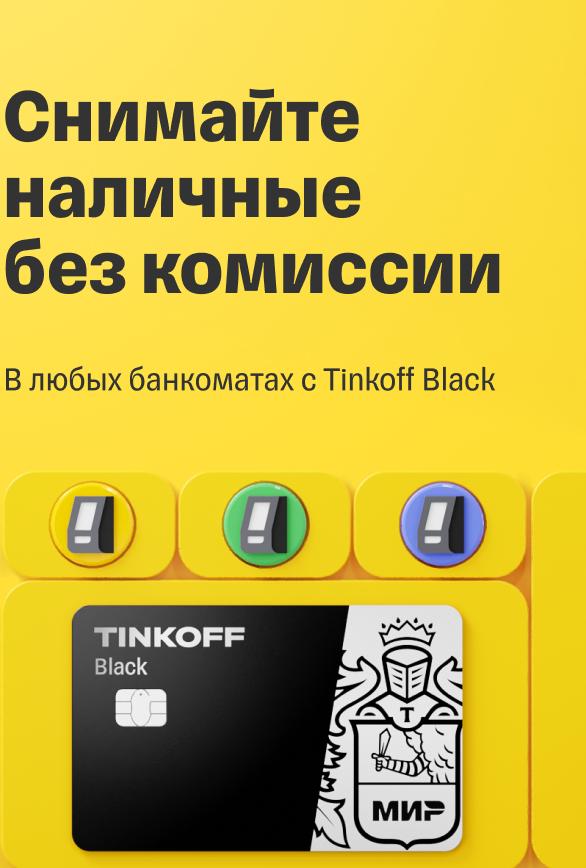 Снимайте
наличные
без комиссии
В любых банкоматах с Tinkoff Black
TINKOFF
Black
T
МИР